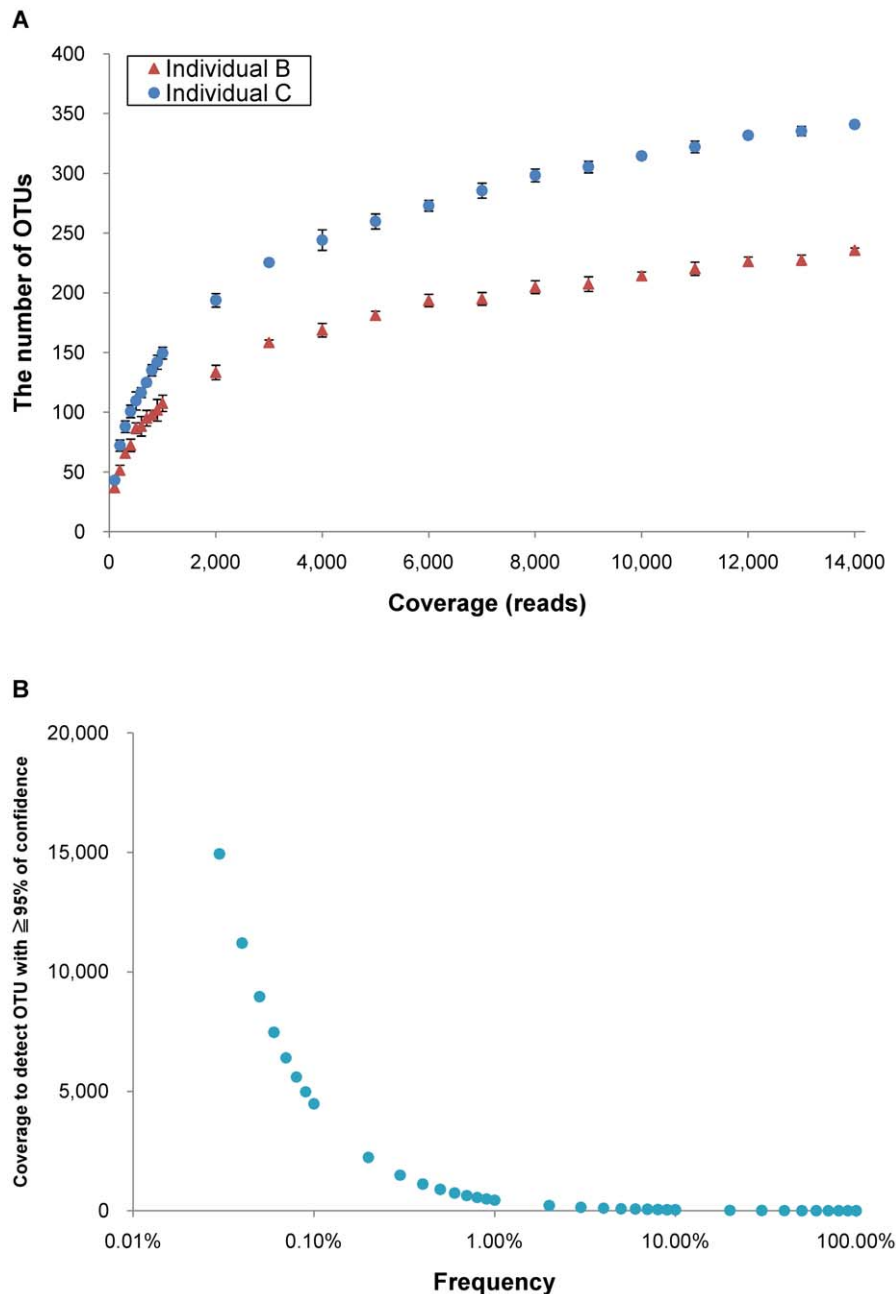 A
Individual B
Individual C
400
350
300
250
200
150
100
50
0
The number of OTUs
0 2,000 4,000 6,000 8,000 10,000 12,000 14,000
Coverage (reads)
B
20,000
15,000
10,000
5,000
0
Coverage to detect OTU with ≧95% of confidence
0.01% 0.10% 1.00% 10.00% 100.00%
Frequency